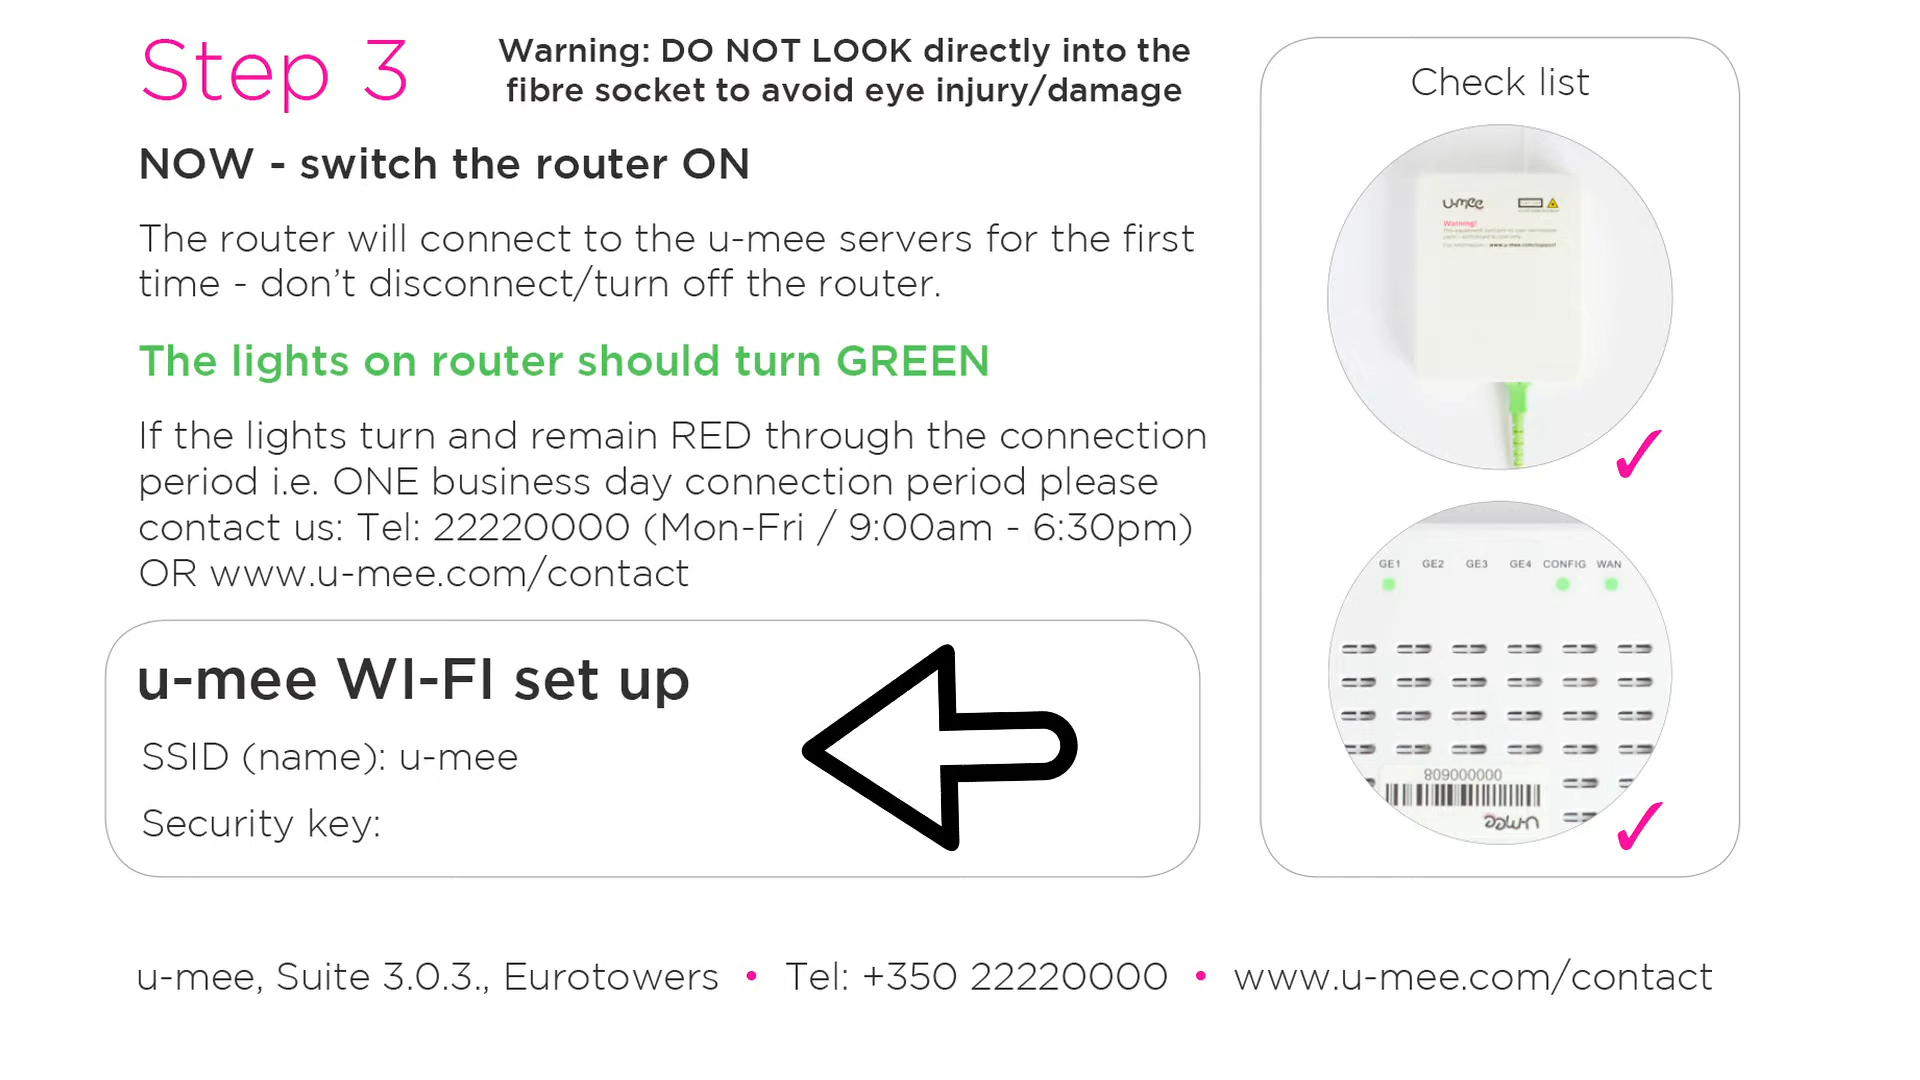 Step 3
Warning: DO NOT LOOK directly into the
fibre socket to avoid eye injury/damage
NOW - switch the router ON
The router will connect to the u-mee servers for the first
time - don’t disconnect/turn off the router.
The lights on router should turn GREEN
If the lights turn and remain RED through the connection
period i.e. ONE business day connection period please
contact us: Tel: 22220000 (Mon-Fri / 9:00am - 6:30pm)
OR www.u-mee.com/contact
u-mee WI-FI set up
SSID (name): u-mee
Security key:
Check list
u-mee
Warning!
www.u-mee.com/support
GE1 GE2 GE3 GE4 CONFIG WAN
u-mee
u-mee, Suite 3.0.3., Eurotowers • Tel: +350 22220000 • www.u-mee.com/contact